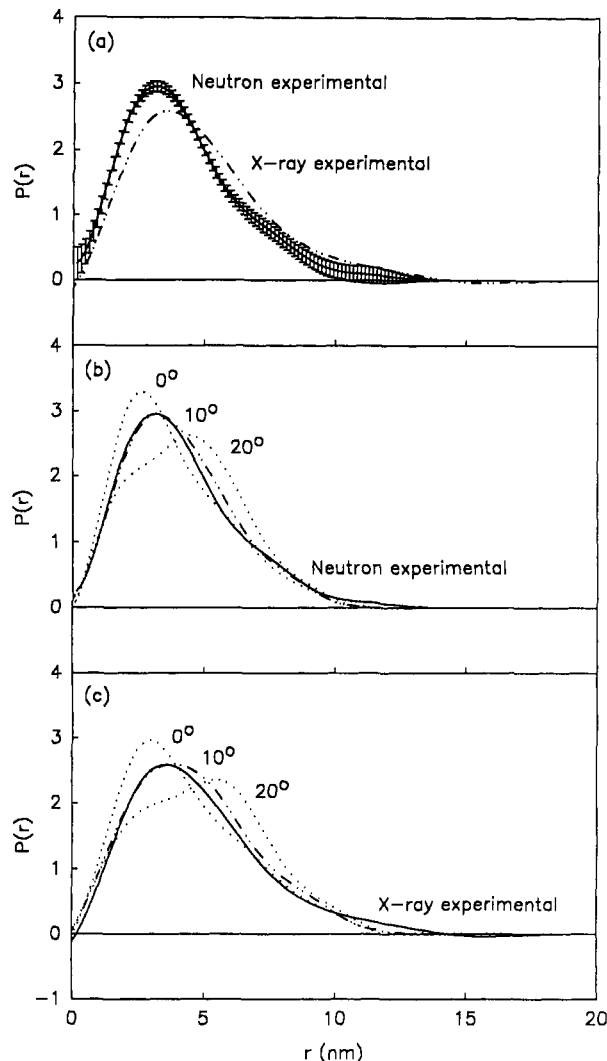 4
(a)
Neutron experimental
3
X-ray experimental
2
P(r)
1
0
4
(b)
0°
3
10°
20°
2
P(r)
1
Neutron experimental
0
4
(c)
3
0°
10°
20°
2
P(r)
1
X-ray experimental
0
-1
0 5 10 15 20
r (nm)